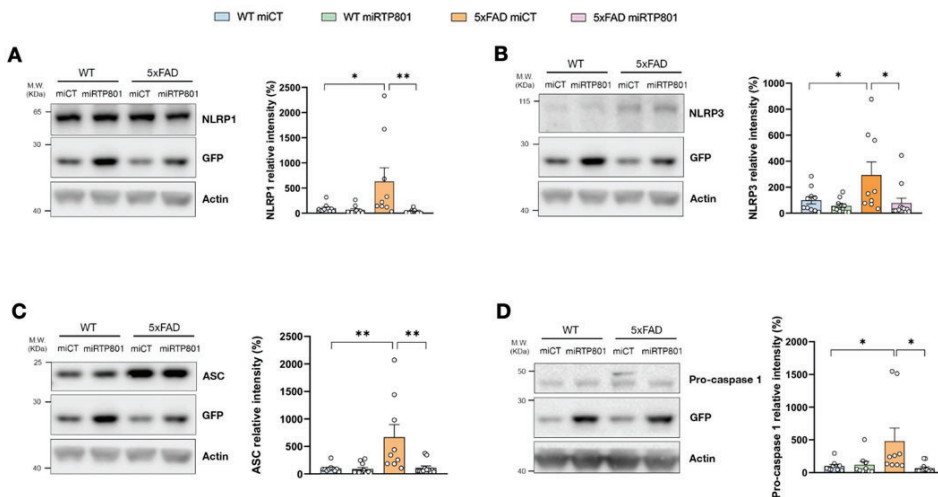 WT miCT WT miRTP801 5xFAD miCT 5xFAD miRTP801
A
WT 5xFAD
M.W.
(KDa)
miCT miRTP801 miCT miRTP801
65
NLRP1
30
GFP
Actin
40
NLRP1 relative intensity (%)
2500
2000
1500
1000
500
0
* **
B
WT 5xFAD
M.W.
(KDa)
miCT miRTP801 miCT miRTP801
115
NLRP3
30
GFP
Actin
40
NLRP3 relative intensity (%)
1000
800
600
400
200
0
* *
C
WT 5xFAD
M.W.
(KDa)
miCT miRTP801 miCT miRTP801
25
ASC
30
GFP
Actin
40
ASC relative intensity (%)
2500
2000
1500
1000
500
0
** **
D
WT 5xFAD
M.W.
(KDa)
miCT miRTP801 miCT miRTP801
50
Pro-caspase 1
30
GFP
Actin
40
Pro-caspase 1 relative intensity (%)
2000
1500
1000
500
0
* *